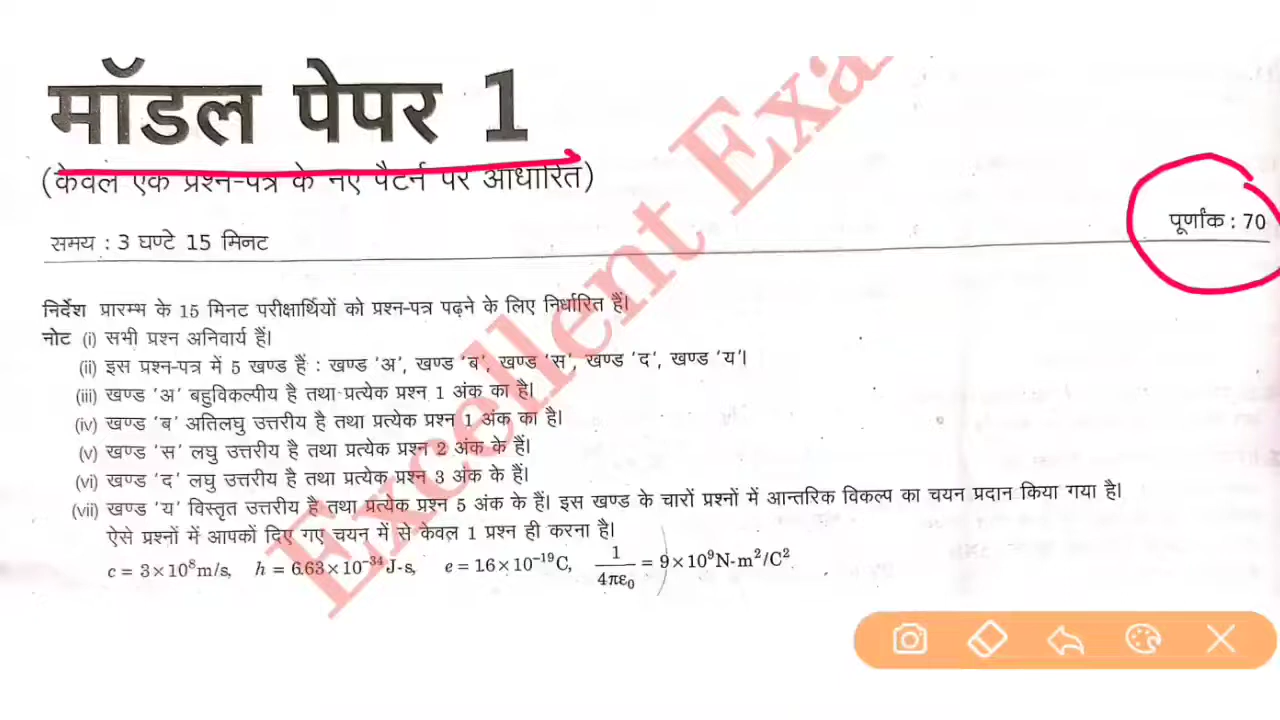 मॉडल पेपर 1
(केवल एक प्रश्न-पत्र के नए पैटर्न पर आधारित)
समय : 3 घण्टे 15 मिनट
पूर्णांक : 70
निर्देश प्रारम्भ के 15 मिनट परीक्षार्थियों को प्रश्न-पत्र पढ़ने के लिए निर्धारित हैं।
नोट (i) सभी प्रश्न अनिवार्य हैं।
(ii) इस प्रश्न-पत्र में 5 खण्ड हैं : खण्ड 'अ', खण्ड 'ब', खण्ड 'स', खण्ड 'द', खण्ड 'य'।
(iii) खण्ड 'अ' बहुविकल्पीय है तथा प्रत्येक प्रश्न 1 अंक का है।
(iv) खण्ड 'ब' अतिलघु उत्तरीय है तथा प्रत्येक प्रश्न 1 अंक का है।
(v) खण्ड 'स' लघु उत्तरीय है तथा प्रत्येक प्रश्न 2 अंक के हैं।
(vi) खण्ड 'द' लघु उत्तरीय है तथा प्रत्येक प्रश्न 3 अंक के हैं।
(vii) खण्ड 'य' विस्तृत उत्तरीय है तथा प्रत्येक प्रश्न 5 अंक के हैं। इस खण्ड के चारों प्रश्नों में आन्तरिक विकल्प का चयन प्रदान किया गया है।
ऐसे प्रश्नों में आपकों दिए गए चयन में से केवल 1 प्रश्न ही करना है।
c = 3×10⁸m/s, h = 6.63×10⁻³⁴J-s, e = 1.6×10⁻¹⁹C, 1/4πε₀ = 9×10⁹N-m²/C².
Excellent Exa